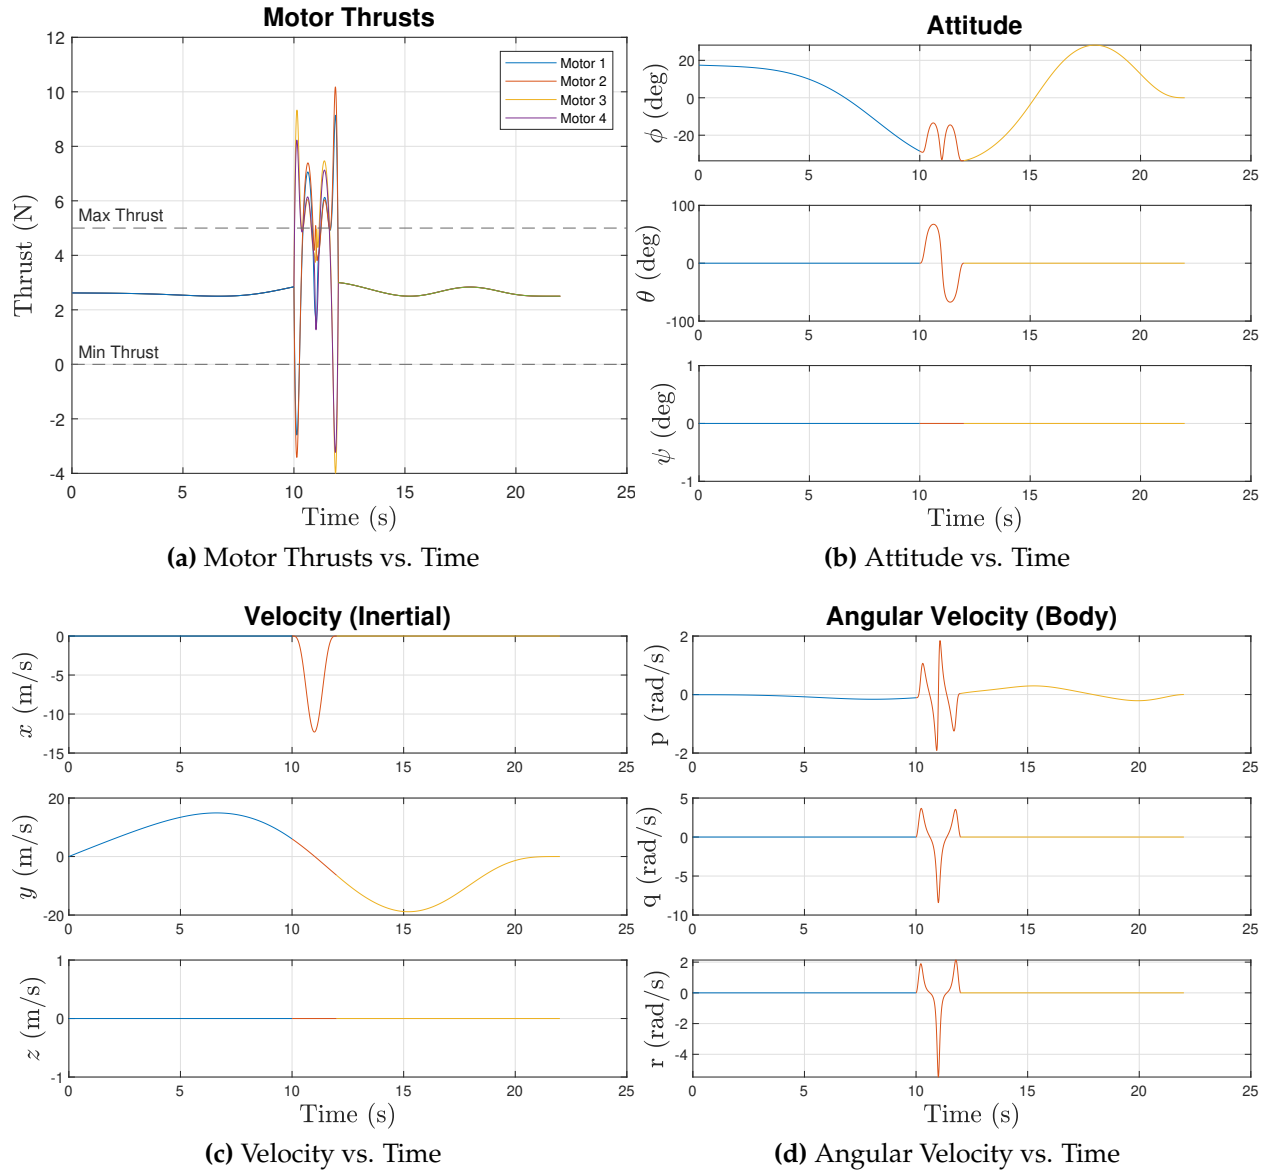 Motor Thrusts
12
10
8
6
4
2
0
-2
-4
Thrust (N)
Max Thrust
Min Thrust
Motor 1
Motor 2
Motor 3
Motor 4
0 5 10 15 20 25
Time (s)
(a) Motor Thrusts vs. Time
Attitude
20
0
-20
ϕ (deg)
0 5 10 15 20 25
100
0
-100
θ (deg)
0 5 10 15 20 25
1
0
-1
ψ (deg)
0 5 10 15 20 25
Time (s)
(b) Attitude vs. Time
Velocity (Inertial)
0
-5
-10
-15
x (m/s)
0 5 10 15 20 25
20
0
-20
y (m/s)
0 5 10 15 20 25
1
0
-1
z (m/s)
0 5 10 15 20 25
Time (s)
(c) Velocity vs. Time
Angular Velocity (Body)
2
0
-2
p (rad/s)
0 5 10 15 20 25
5
0
-5
-10
q (rad/s)
0 5 10 15 20 25
2
0
-2
-4
r (rad/s)
0 5 10 15 20 25
Time (s)
(d) Angular Velocity vs. Time